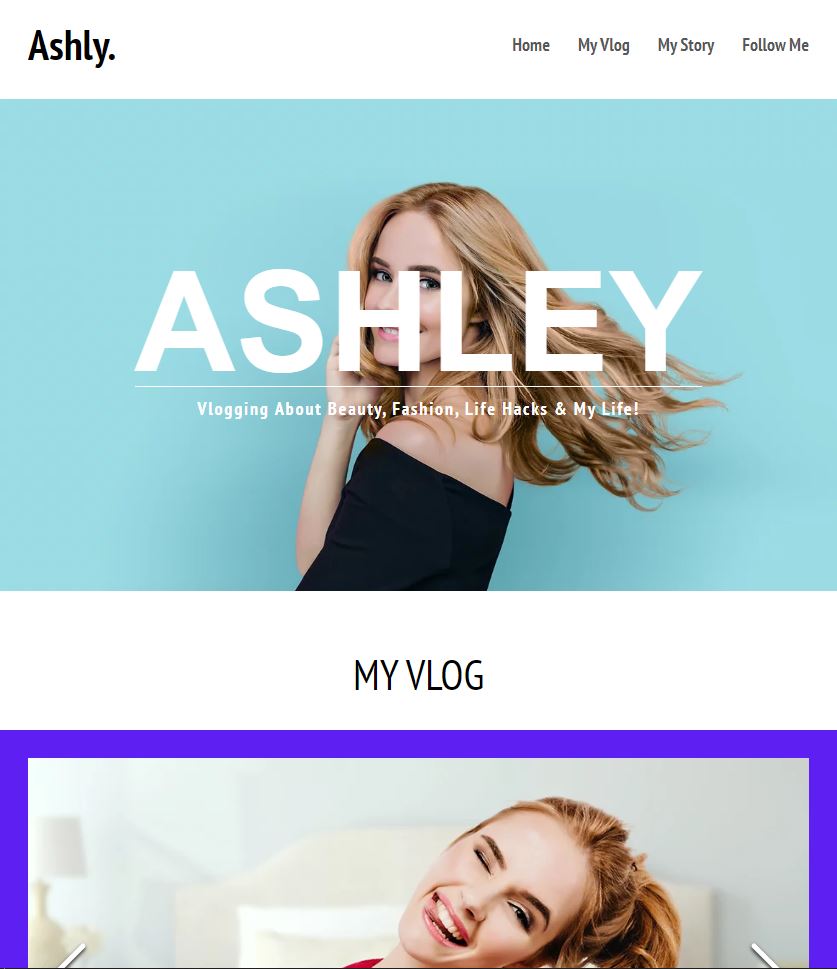 Ashly.
Home My Vlog My Story Follow Me
ASHLEY
Vlogging About Beauty, Fashion, Life Hacks & My Life!
MY VLOG